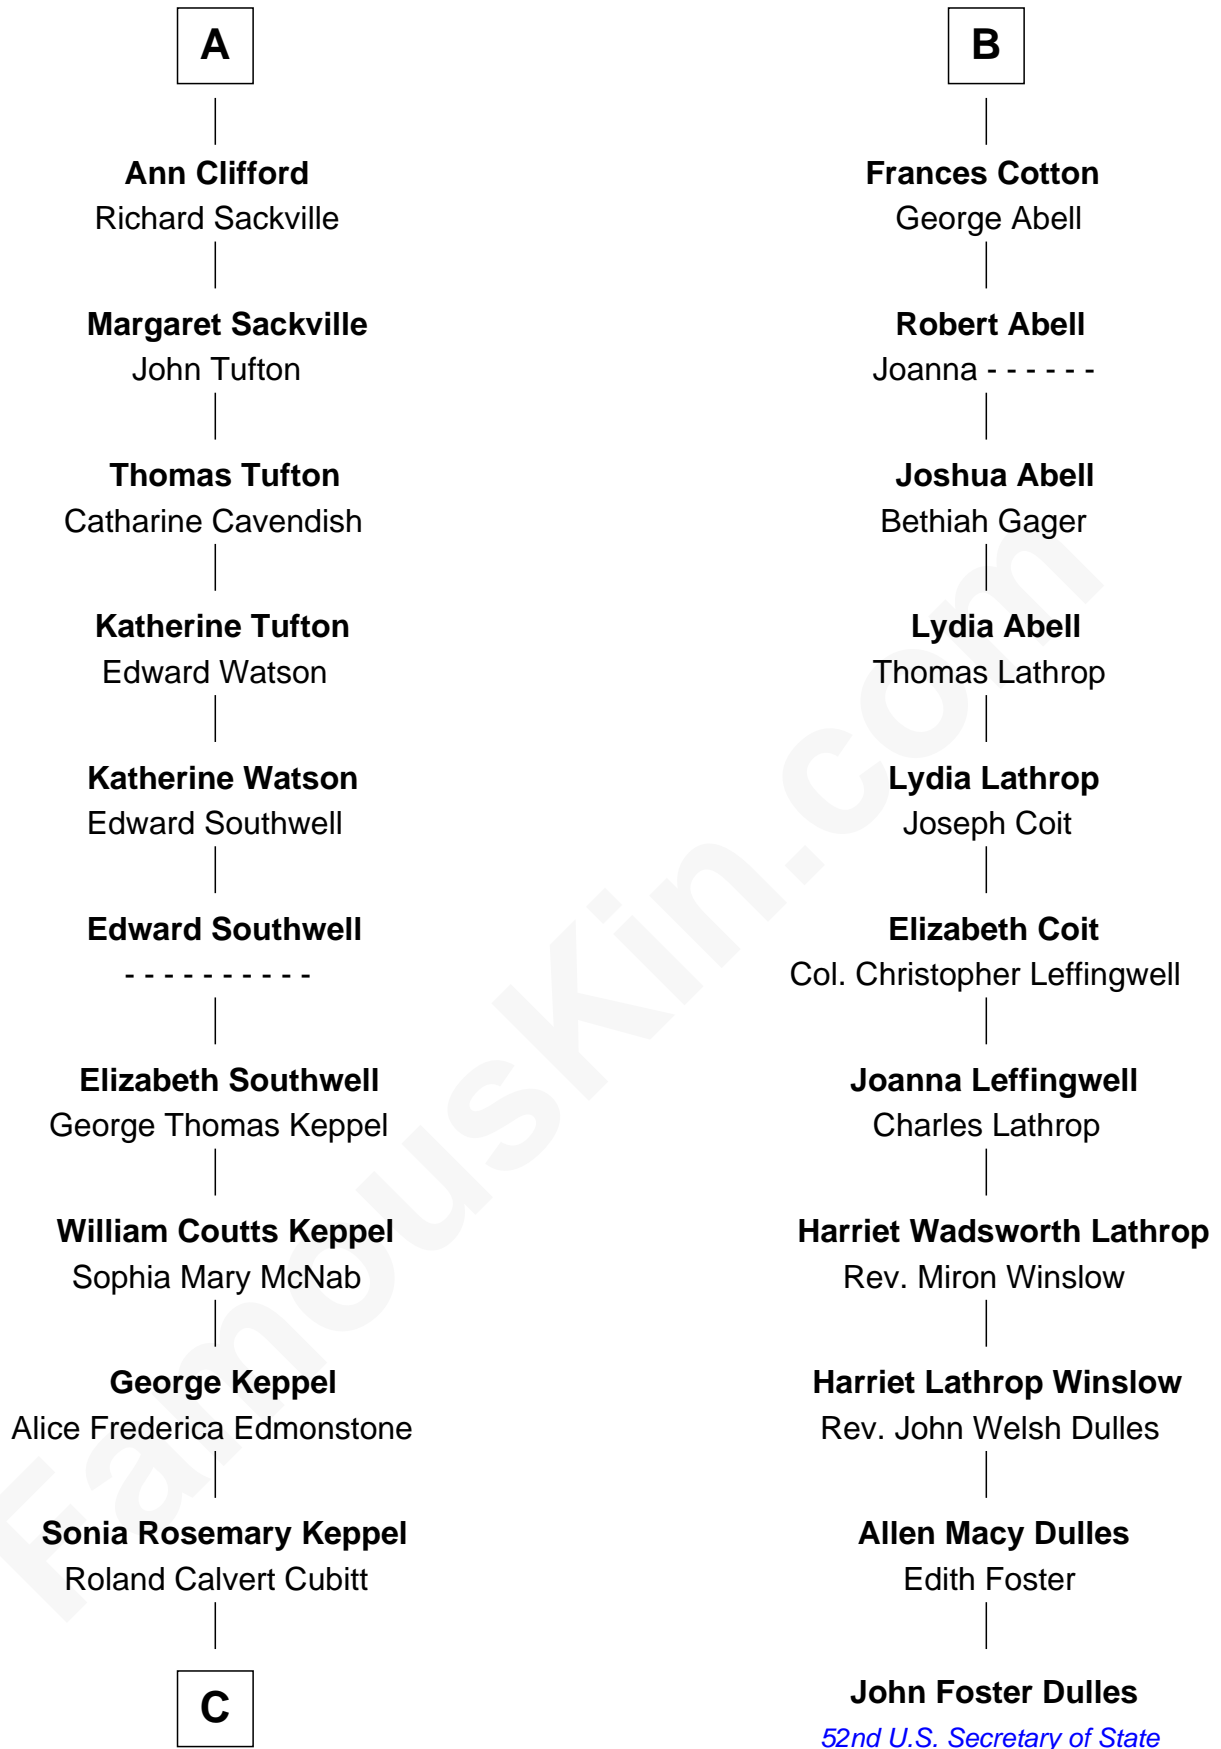 A
Ann Clifford
Richard Sackville
Margaret Sackville
John Tufton
Thomas Tufton
Catharine Cavendish
Katherine Tufton
Edward Watson
Katherine Watson
Edward Southwell
Edward Southwell
- - - - - - - - - -
Elizabeth Southwell
George Thomas Keppel
William Coutts Keppel
Sophia Mary McNab
George Keppel
Alice Frederica Edmonstone
Sonia Rosemary Keppel
Roland Calvert Cubitt
C
B
Frances Cotton
George Abell
Robert Abell
Joanna - - - - - -
Joshua Abell
Bethiah Gager
Lydia Abell
Thomas Lathrop
Lydia Lathrop
Joseph Coit
Elizabeth Coit
Col. Christopher Leffingwell
Joanna Leffingwell
Charles Lathrop
Harriet Wadsworth Lathrop
Rev. Miron Winslow
Harriet Lathrop Winslow
Rev. John Welsh Dulles
Allen Macy Dulles
Edith Foster
John Foster Dulles
52nd U.S. Secretary of State
FamousKin.com